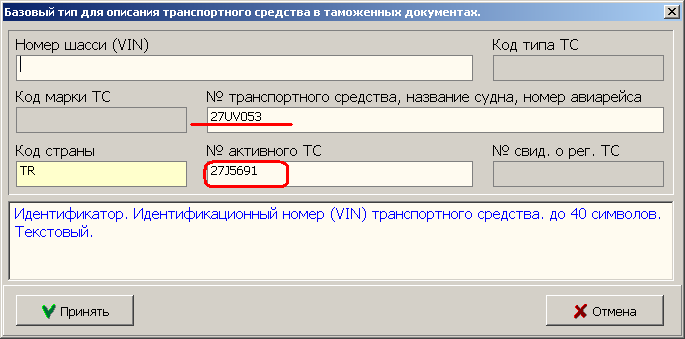 Базовый тип для описания транспортного средства в таможенных документах.
Номер шасси (VIN) Код типа ТС
Код марки ТС № транспортного средства, название судна, номер авиарейса
27UV053
Код страны № активного ТС № свид. о рег. ТС
TR 27J5691
Идентификатор. Идентификационный номер (VIN) транспортного средства. до 40 символов.
Текстовый.
Принять Отмена